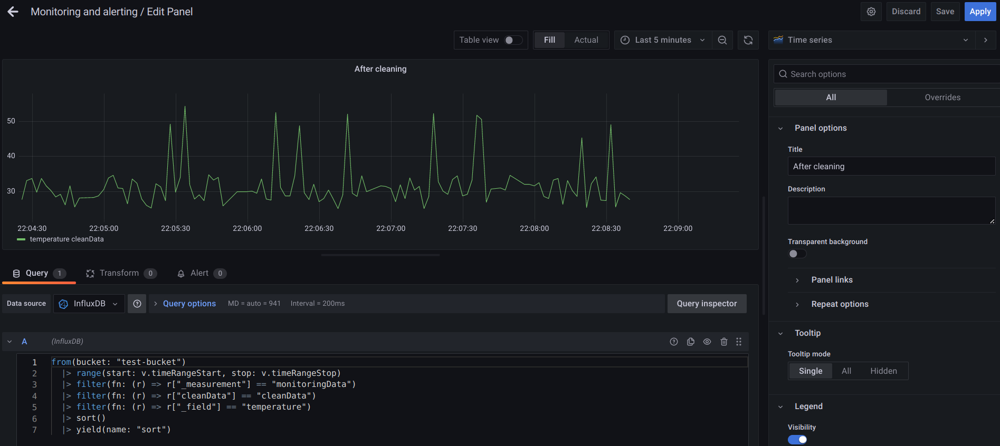 Monitoring and alerting / Edit Panel
Discard
Save
Apply
Table view
Fill
Actual
Last 5 minutes
Time series
After cleaning
50
40
30
22:04:30
22:05:00
22:05:30
22:06:00
22:06:30
22:07:00
22:07:30
22:08:00
22:08:30
22:09:00
temperature cleanData
Search options
All
Overrides
Panel options
Title
After cleaning
Description
Transparent background
Panel links
Repeat options
Tooltip
Tooltip mode
Single
All
Hidden
Legend
Visibility
Query 1
Transform 0
Alert 0
Data source
InfluxDB
Query options
MD = auto = 941
Interval = 200ms
Query inspector
A
(InfluxDB)
1 from(bucket: "test-bucket")
2 |> range(start: v.timeRangeStart, stop: v.timeRangeStop)
3 |> filter(fn: (r) => r["_measurement"] == "monitoringData")
4 |> filter(fn: (r) => r["cleanData"] == "cleanData")
5 |> filter(fn: (r) => r["_field"] == "temperature")
6 |> sort()
7 |> yield(name: "sort")